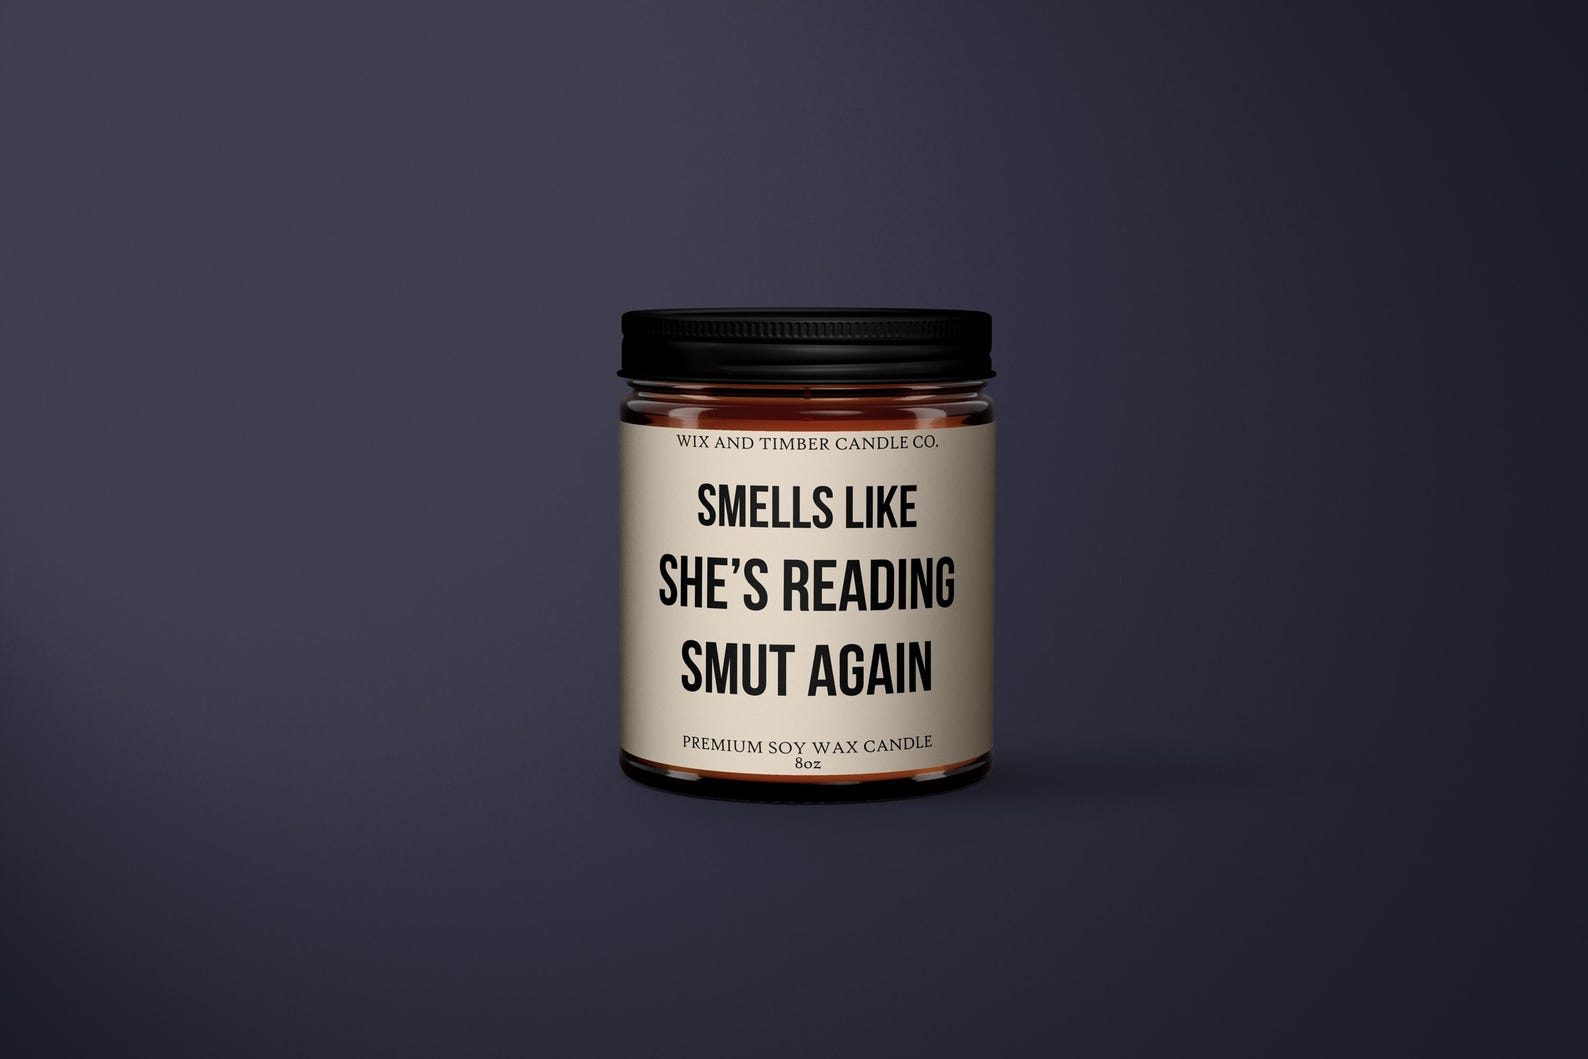 WIX AND TIMBER CANDLE CO.
SMELLS LIKE
SHE’S READING
SMUT AGAIN
PREMIUM SOY WAX CANDLE
8oz